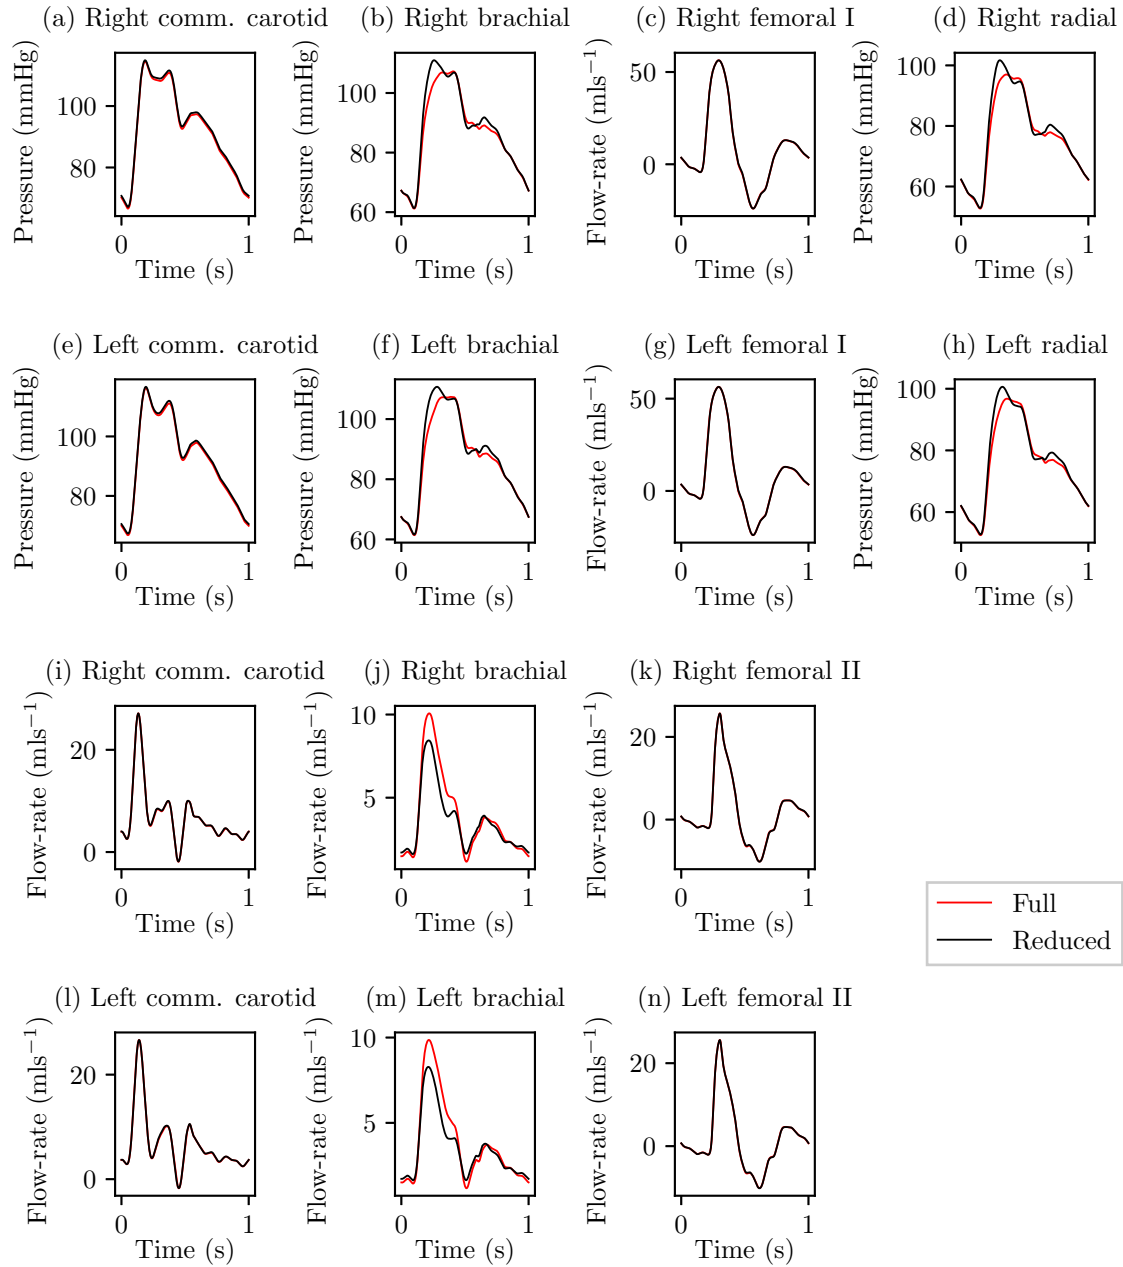 (a) Right comm. carotid
Pressure (mmHg)
100
80
0
1
Time (s)
(b) Right brachial
Pressure (mmHg)
100
80
60
0
1
Time (s)
(c) Right femoral I
Flow-rate (mls⁻¹)
50
0
0
1
Time (s)
(d) Right radial
Pressure (mmHg)
100
80
60
0
1
Time (s)
(e) Left comm. carotid
Pressure (mmHg)
100
80
0
1
Time (s)
(f) Left brachial
Pressure (mmHg)
100
80
60
0
1
Time (s)
(g) Left femoral I
Flow-rate (mls⁻¹)
50
0
0
1
Time (s)
(h) Left radial
Pressure (mmHg)
100
80
60
0
1
Time (s)
(i) Right comm. carotid
Flow-rate (mls⁻¹)
20
0
0
1
Time (s)
(j) Right brachial
Flow-rate (mls⁻¹)
10
5
0
1
Time (s)
(k) Right femoral II
Flow-rate (mls⁻¹)
20
0
0
1
Time (s)
Full
Reduced
(l) Left comm. carotid
Flow-rate (mls⁻¹)
20
0
0
1
Time (s)
(m) Left brachial
Flow-rate (mls⁻¹)
10
5
0
1
Time (s)
(n) Left femoral II
Flow-rate (mls⁻¹)
20
0
0
1
Time (s)